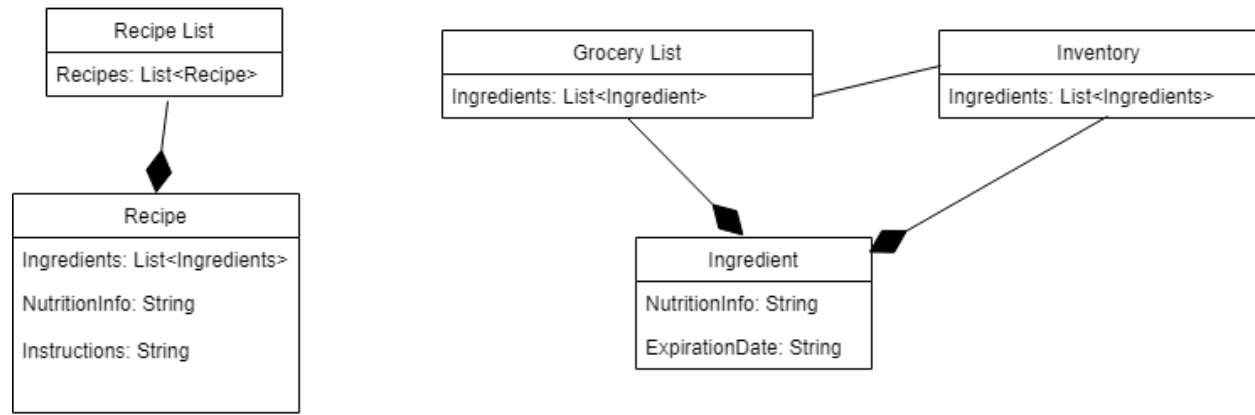 Recipe List
Recipes: List<Recipe>
Recipe
Ingredients: List<Ingredients>
NutritionInfo: String
Instructions: String
Grocery List
Ingredients: List<Ingredient>
Inventory
Ingredients: List<Ingredients>
Ingredient
NutritionInfo: String
ExpirationDate: String